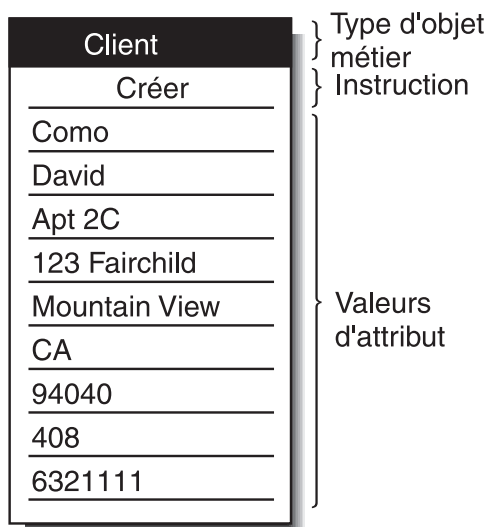 Client
Type d'objet
métier
Créer
Instruction
Como
David
Apt 2C
123 Fairchild
Mountain View
CA
94040
408
6321111
Valeurs
d'attribut